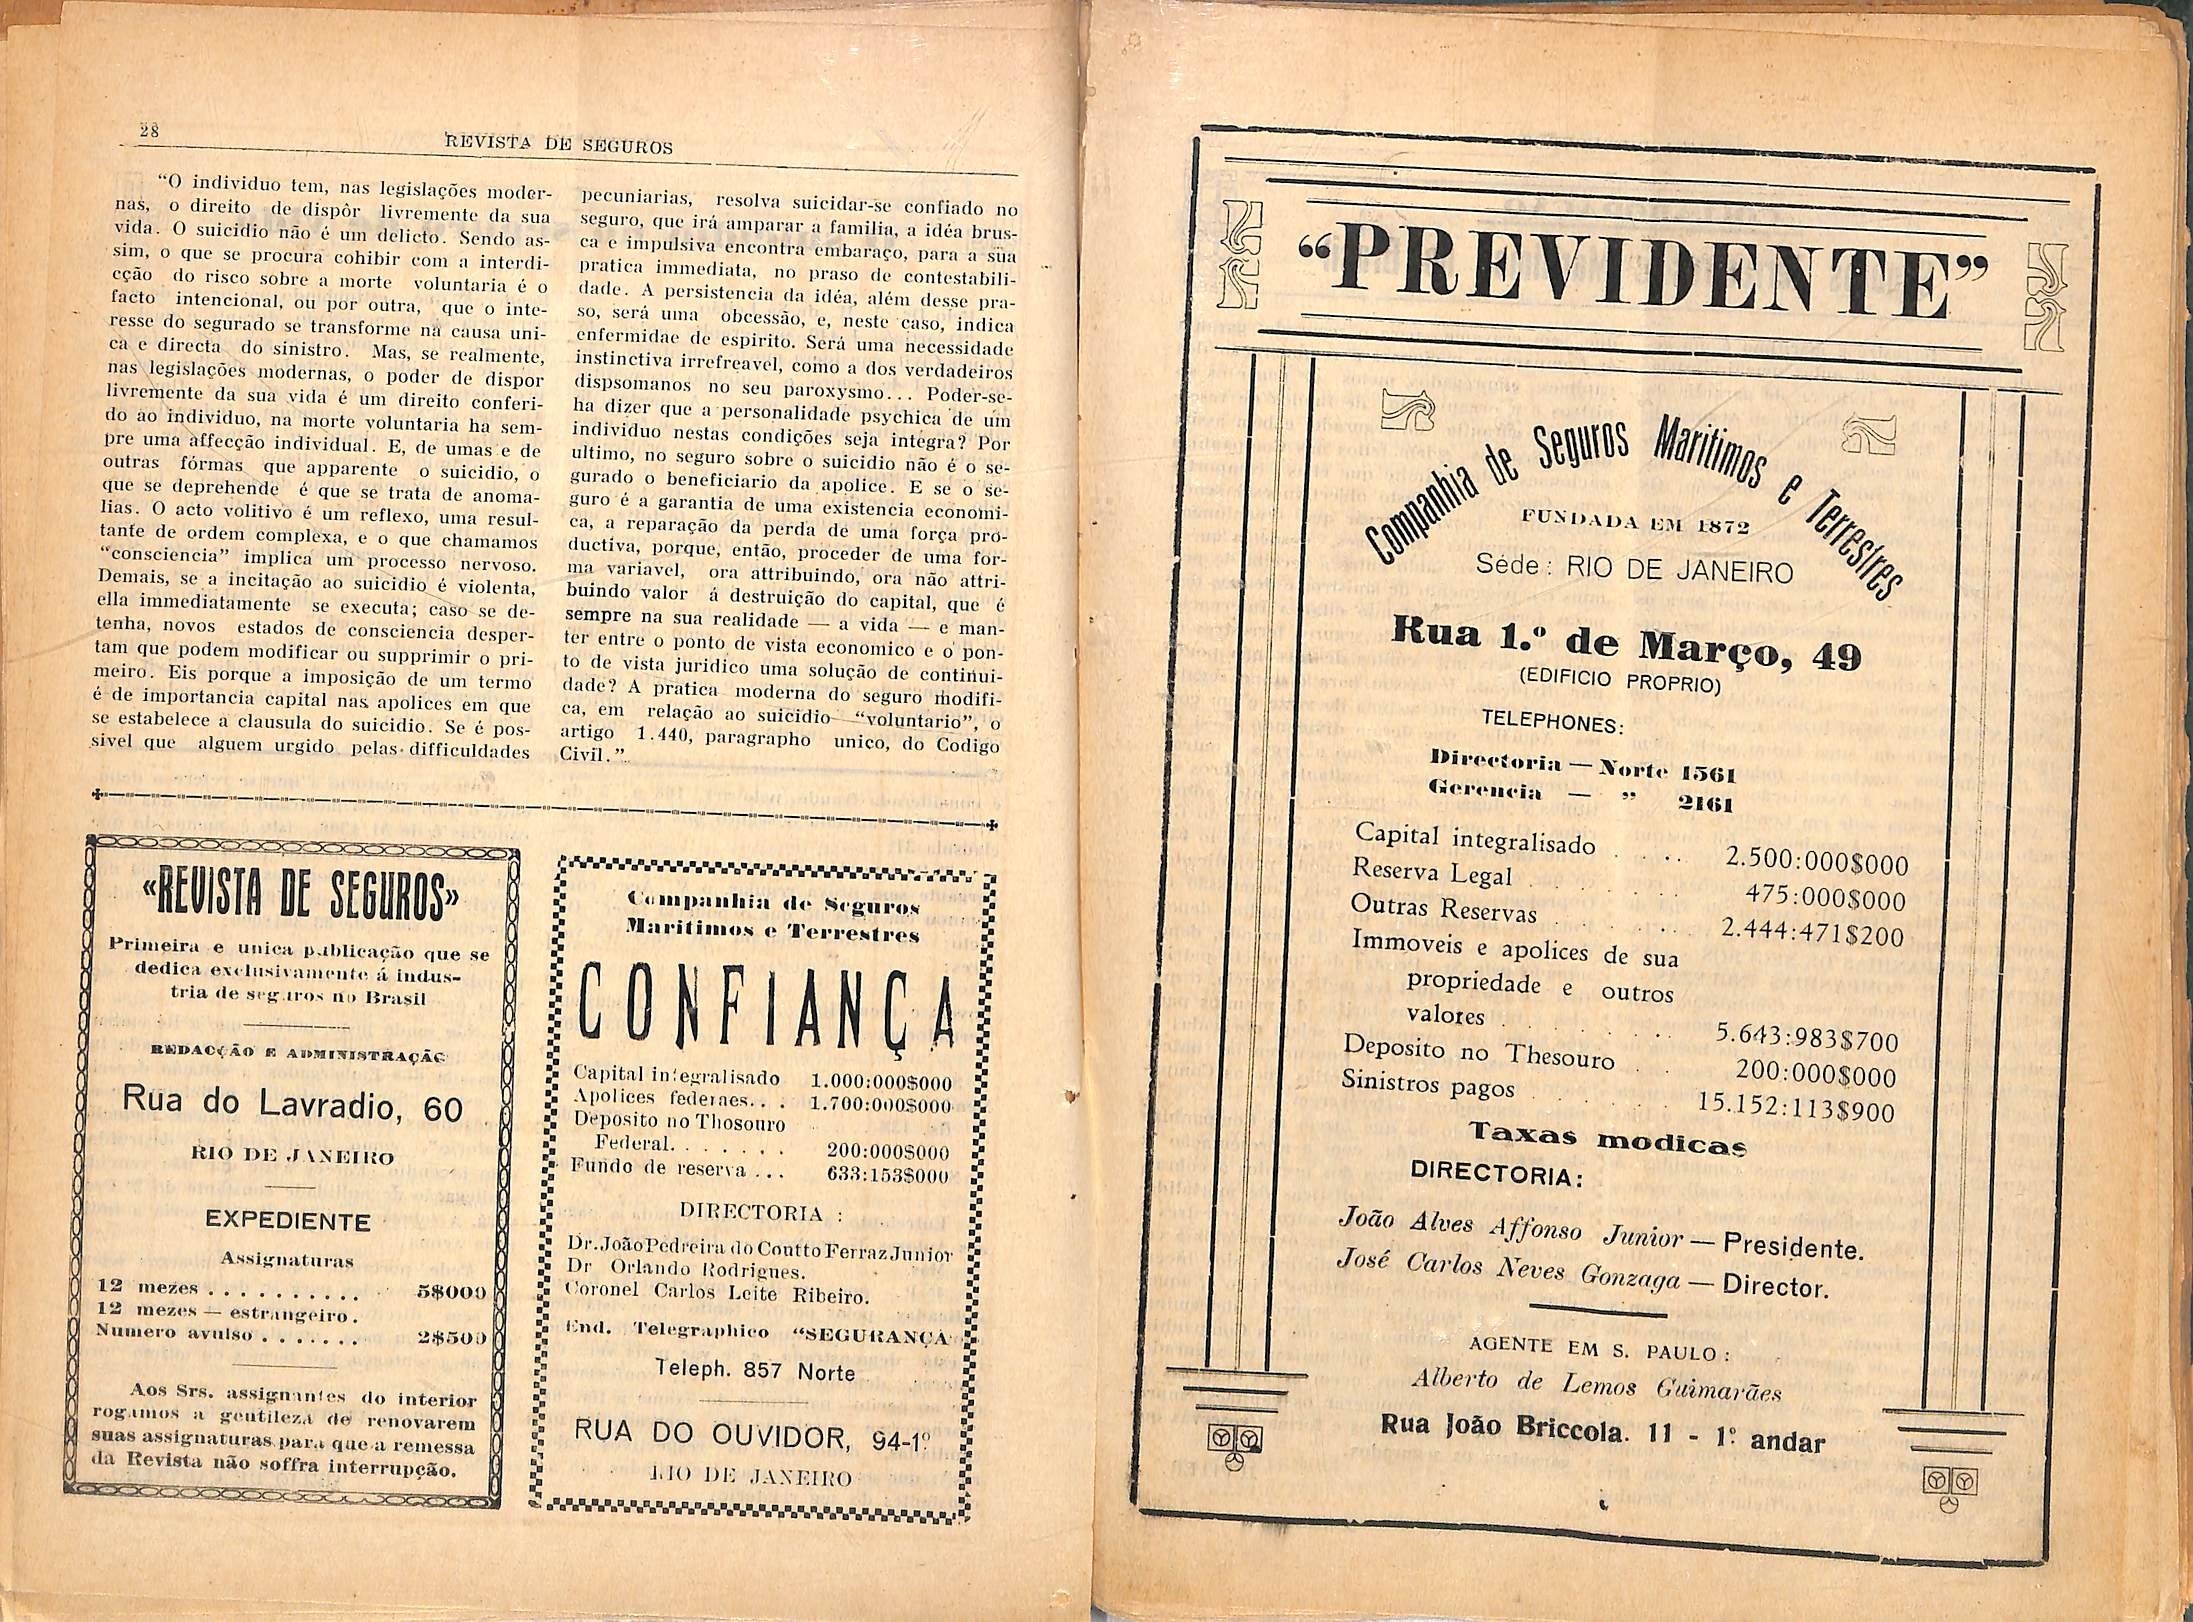 28
REVISTA DE SEGUROS
“O individuo tem, nas legislações moder-
nas, o direito de dispôr livremente da sua
vida. O suicidio não é um delicto. Sendo as-
sim, o que se procura cohibir com a interdi-
cção do risco sobre a morte voluntaria é o
facto intencional, ou por outra, que o inte-
resse do segurado se transforme na causa uni-
ca e directa do sinistro. Mas, se realmente,
nas legislações modernas, o poder de dispor
livremente da sua vida é um direito conferi-
do ao individuo, na morte voluntaria ha sem-
pre uma affecção individual. E, de umas e de
outras fórmas que apparente o suicidio, o
que se deprehende é que se trata de anoma-
lias. O acto volitivo é um reflexo, uma resul-
tante de ordem complexa, e o que chamamos
“consciencia” implica um processo nervoso.
Demais, se a incitação ao suicidio é violenta,
ella immediatamente se executa; caso se de-
tenha, novos estados de consciencia desper-
tam que podem modificar ou supprimir o pri-
meiro. Eis porque a imposição de um termo
é de importancia capital nas apolices em que
se estabelece a clausula do suicidio. Se é pos-
sivel que alguem urgido pelas difficuldades
pecuniarias, resolva suicidar-se confiado no
seguro, que irá amparar a familia, a idéa brus-
ca e impulsiva encontra embaraço, para a sua
pratica immediata, no praso de contestabili-
dade. A persistencia da idéa, além desse pra-
so, será uma obcessão, e, neste caso, indica
enfermidae de espirito. Será uma necessidade
instinctiva irrefreavel, como a dos verdadeiros
dispsomanos no seu paroxysmo... Poder-se-
ha dizer que a personalidade psychica de um
individuo nestas condições seja integra? Por
ultimo, no seguro sobre o suicidio não é o se-
gurado o beneficiario da apolice. E se o se-
guro é a garantia de uma existencia economi-
ca, a reparação da perda de uma força pro-
ductiva, porque, então, proceder de uma for-
ma variavel, ora attribuindo, ora não attri-
buindo valor á destruição do capital, que é
sempre na sua realidade — a vida — e man-
ter entre o ponto de vista economico e o pon-
to de vista juridico uma solução de continui-
dade? A pratica moderna do seguro modifi-
ca, em relação ao suicidio “voluntario”, o
artigo 1.440, paragrapho unico, do Codigo
Civil.”
«REVISTA DE SEGUROS»
Primeira e unica publicação que se
dedica exclusivamente á indus-
tria de seguros no Brasil
REDACÇÃO E ADMINISTRAÇÃO
Rua do Lavradio, 60
RIO DE JANEIRO
EXPEDIENTE
Assignaturas
12 mezes . . . . . . . . . . 5$000
12 mezes — estrangeiro .
Numero avulso . . . . . . . 2$500
Aos Srs. assignantes do interior
rogamos a gentileza de renovarem
suas assignaturas para que a remessa
da Revista não soffra interrupção.
Companhia de Seguros
Maritimos e Terrestres
CONFIANÇA
Capital integralisado 1.000:000$000
Apolices federaes. . . 1.700:000$000
Deposito no Thosouro
Federal. . . . . . . 200:000$000
Fundo de reserva . . . 633:153$000
DIRECTORIA :
Dr. João Pedreira do Coutto Ferraz Junior
Dr Orlando Rodrigues.
Coronel Carlos Leite Ribeiro.
End. Telegraphico “SEGURANÇA
Teleph. 857 Norte
RUA DO OUVIDOR, 94-1º
RIO DE JANEIRO
“PREVIDENTE”
Companhia de Seguros Maritimos e Terrestres
FUNDADA EM 1872
Séde : RIO DE JANEIRO
Rua 1.º de Março, 49
(EDIFICIO PROPRIO)
TELEPHONES:
Directoria — Norte 1561
Gerencia — ” 2161
Capital integralisado . . . . 2.500:000$000
Reserva Legal . . . . . . 475:000$000
Outras Reservas . . . . . 2.444:471$200
Immoveis e apolices de sua
propriedade e outros
valores . . . . . . . 5.643:983$700
Deposito no Thesouro . . 200:000$000
Sinistros pagos . . . . . . 15.152:113$900
Taxas modicas
DIRECTORIA:
João Alves Affonso Junior — Presidente.
José Carlos Neves Gonzaga — Director.
AGENTE EM S. PAULO :
Alberto de Lemos Guimarães
Rua João Briccola. 11 - 1º andar